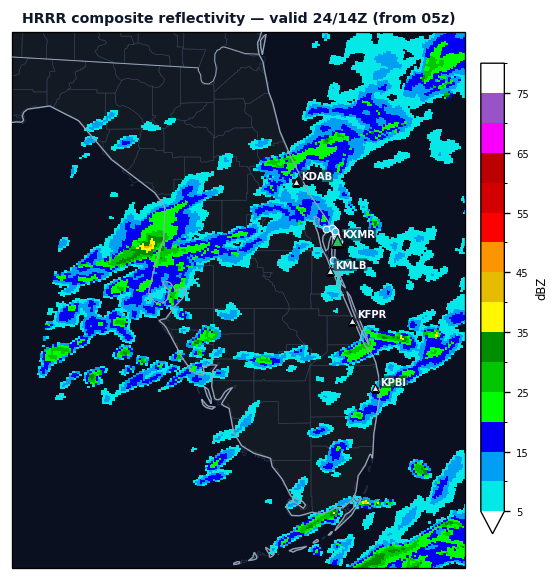 HRRR composite reflectivity — valid 24/14Z (from 05z)
75
65
55
45
35
25
15
5
dBZ
KDAB
KXMR
KMLB
KFPR
KPBI